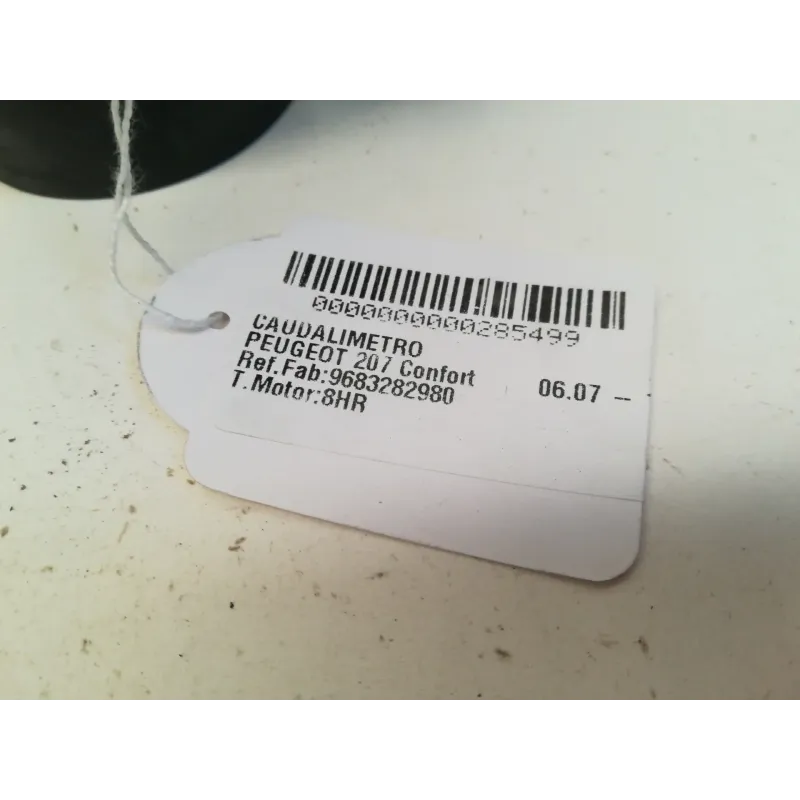 0000000000285499
CAUDALIMETRO
PEUGEOT 207 Confort 06.07 --
Ref.Fab:9683282980
T.Motor:8HR